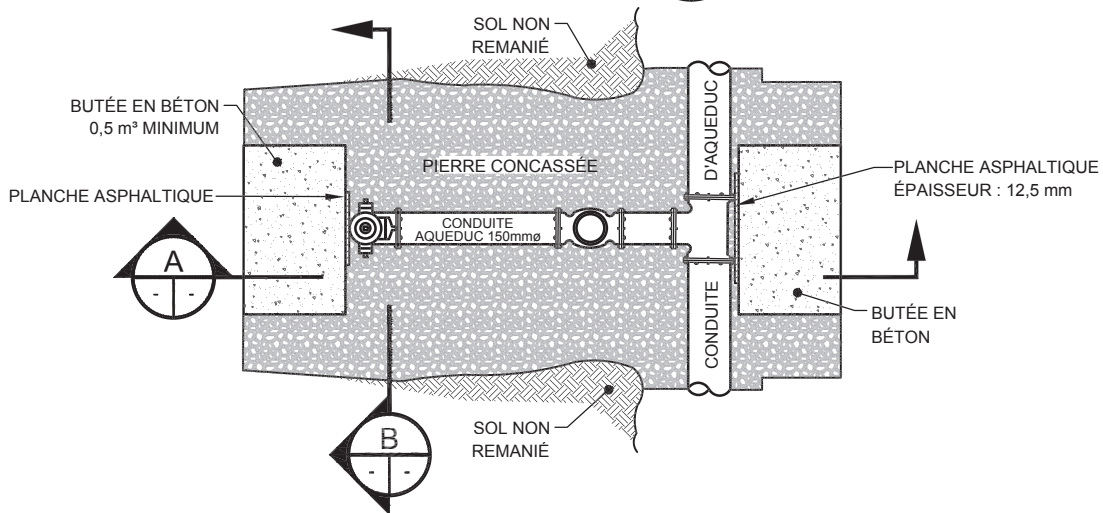 SOL NON
REMANIÉ
BUTÉE EN BÉTON
0,5 m³ MINIMUM
D'AQUEDUC
PIERRE CONCASSÉE
PLANCHE ASPHALTIQUE
ÉPAISSEUR : 12,5 mm
PLANCHE ASPHALTIQUE
CONDUITE
AQUEDUC 150mmø
A
- -
BUTÉE EN
BÉTON
CONDUITE
SOL NON
REMANIÉ
B
- -